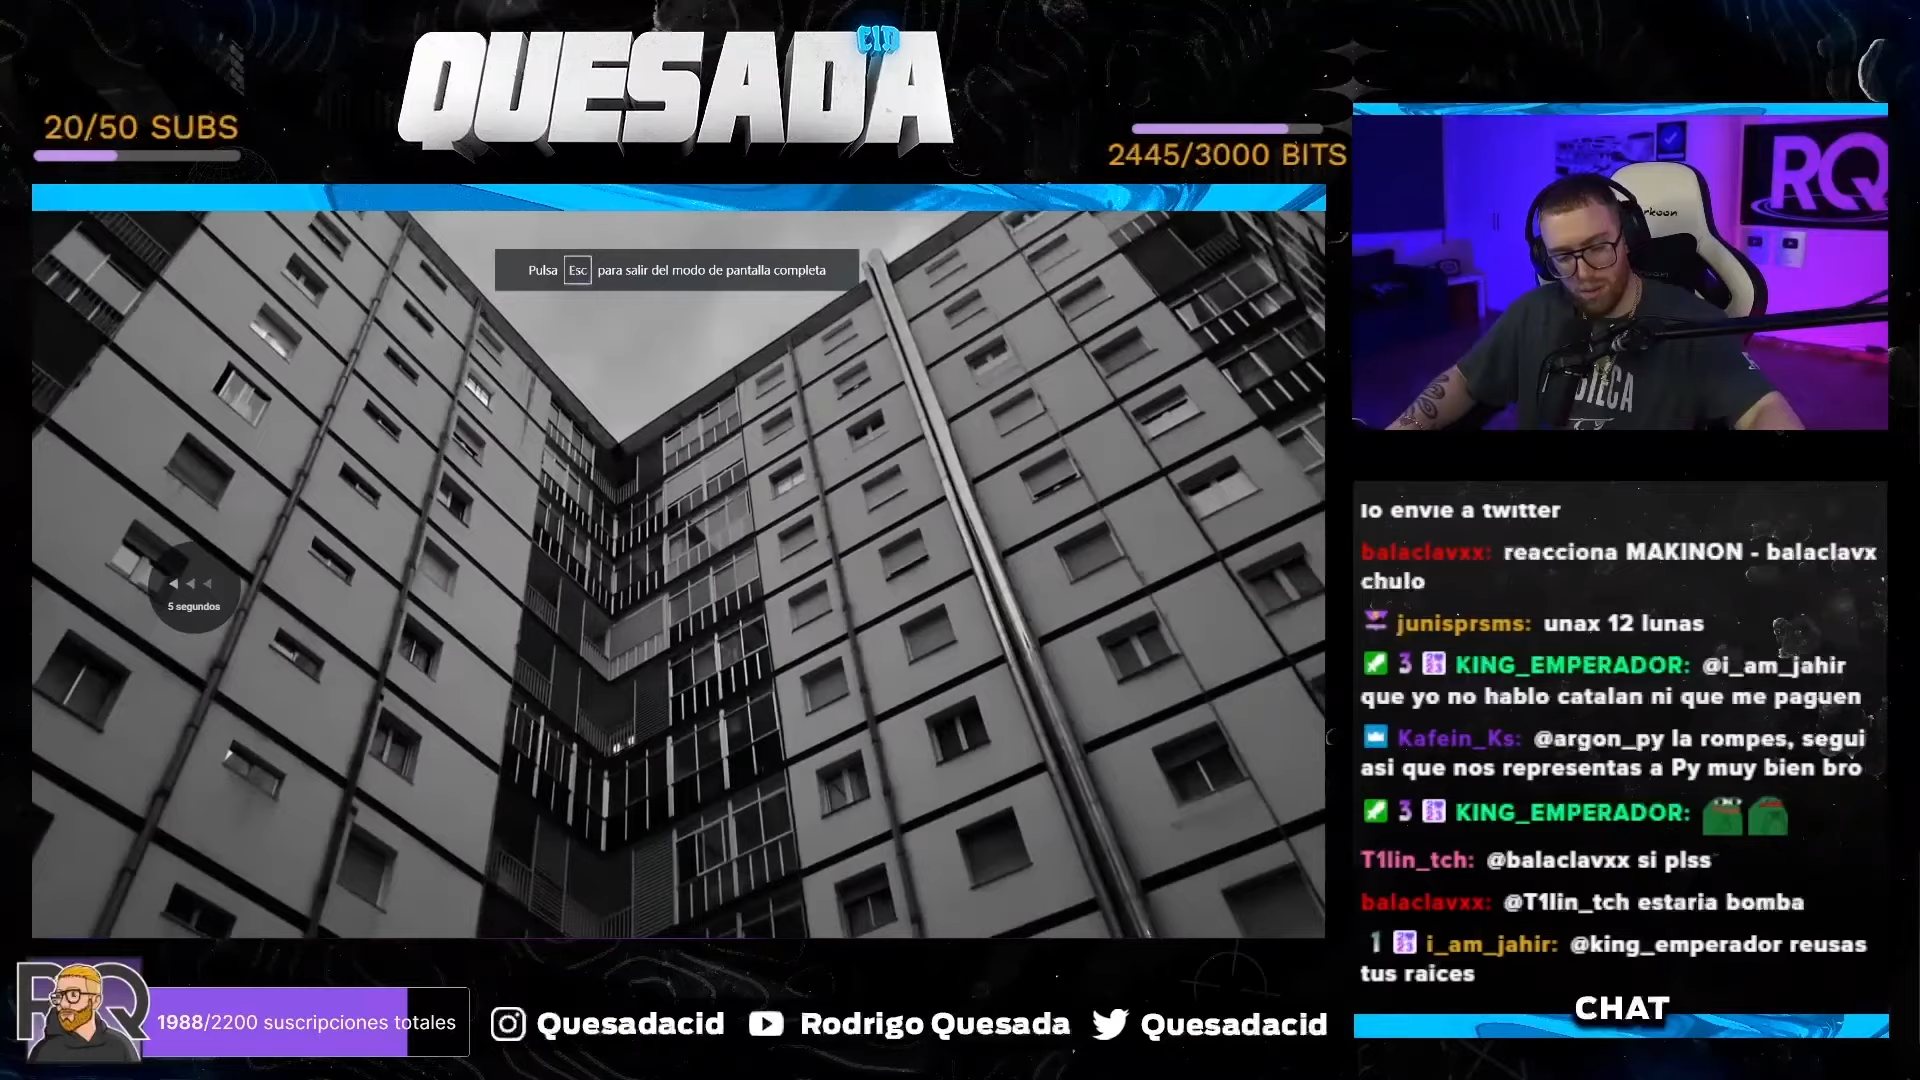 QUESADA
CID
20/50 SUBS
2445/3000 BITS
RQ
Pulsa Esc para salir del modo de pantalla completa
5 segundos
lo envie a twitter
balaclavxx: reacciona MAKINON - balaclavx
chulo
junisprsms: unax 12 lunas
3 KING_EMPERADOR: @i_am_jahir
que yo no hablo catalan ni que me paguen
Kafein_Ks: @argon_py la rompes, segui
asi que nos representas a Py muy bien bro
3 KING_EMPERADOR:
T1lin_tch: @balaclavxx si plss
balaclavxx: @T1lin_tch estaria bomba
1 i_am_jahir: @king_emperador reusas
tus raices
CHAT
RQ
1988/2200 suscripciones totales
Quesadacid
Rodrigo Quesada
Quesadacid